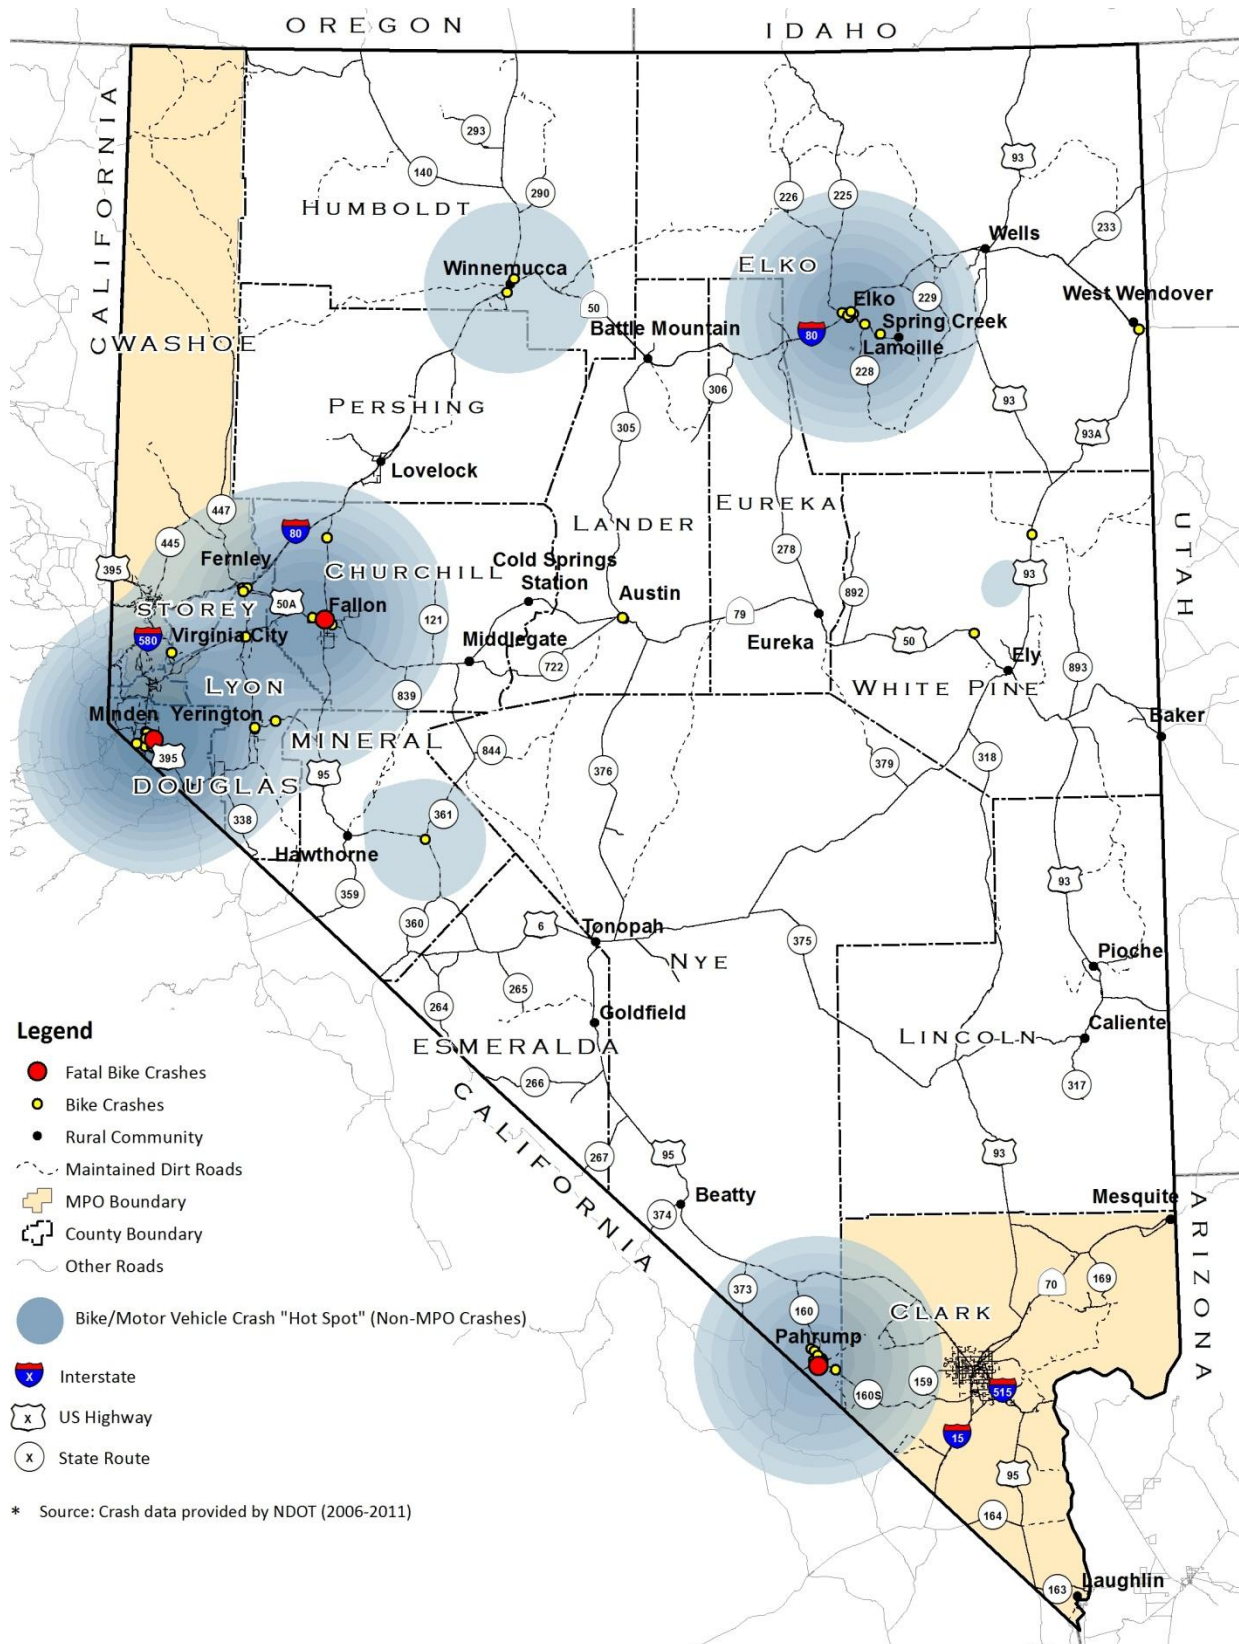 OREGON
IDAHO
CALIFORNIA
93
293
140
290
226
225
HUMBOLDT
233
Wells
Winnemucca
ELKO
229
West Wendover
Elko
50
Battle Mountain
80
Spring Creek
Lamoille
WASHOE
228
306
93
PERSHING
305
93A
Lovelock
EUREKA
447
LANDER
UTAH
80
445
278
Fernley
Cold Springs
Station
395
CHURCHILL
93
892
STOREY
50A
Fallon
Austin
79
121
Virginia City
580
Middlegate
Eureka
50
Ely
722
893
LYON
839
WHITE PINE
Minden
Yerington
Baker
MINERAL
395
844
318
379
DOUGLAS
95
376
338
361
Hawthorne
93
359
360
6
Tonopah
375
NYE
Pioche
265
264
Goldfield
Caliente
LINCOLN
ESMERALDA
266
317
CALIFORNIA
267
95
93
Beatty
Mesquite
374
ARIZONA
373
70
169
160
CLARK
Pahrump
159
160S
515
15
95
164
163
Laughlin
Legend
Fatal Bike Crashes
Bike Crashes
Rural Community
Maintained Dirt Roads
MPO Boundary
County Boundary
Other Roads
Bike/Motor Vehicle Crash "Hot Spot" (Non-MPO Crashes)
X Interstate
X US Highway
X State Route
* Source: Crash data provided by NDOT (2006-2011)